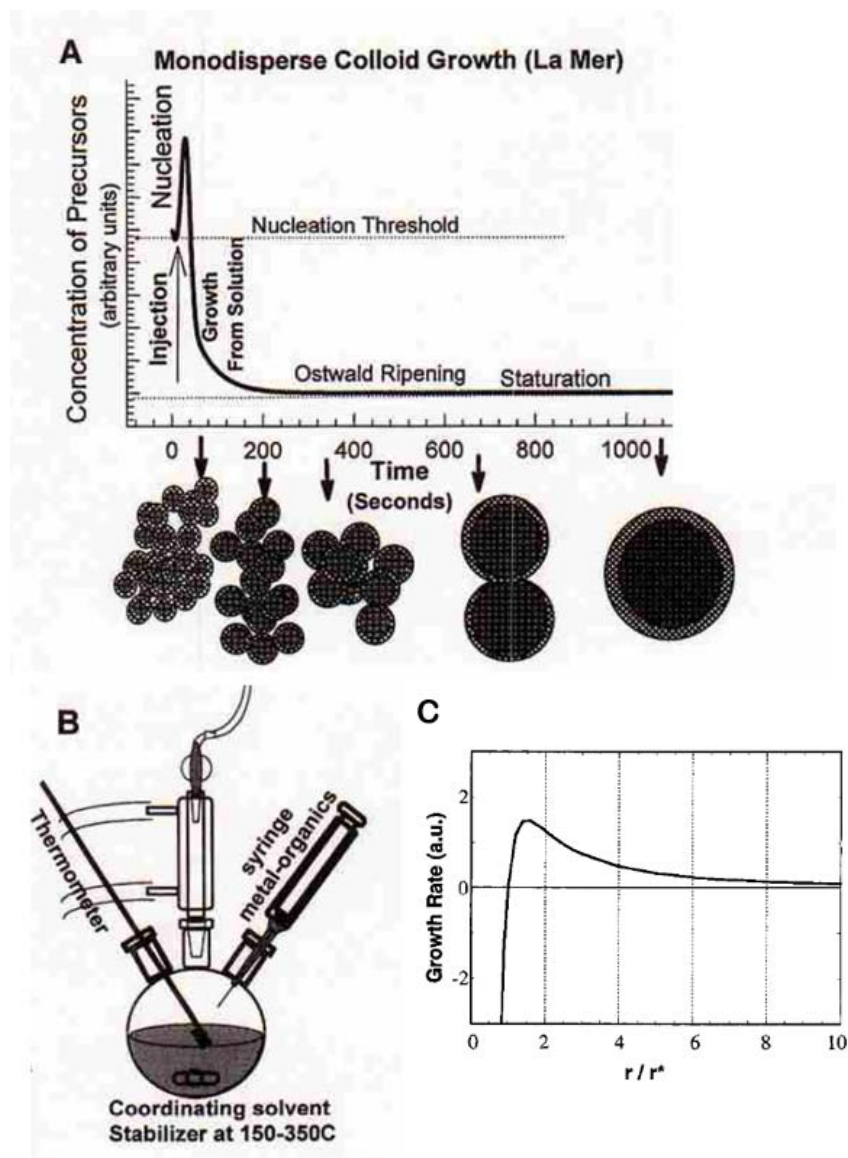 A
Monodisperse Colloid Growth (La Mer)
Concentration of Precursors
(arbitrary units)
Nucleation
Injection
Growth
From Solution
Nucleation Threshold
Ostwald Ripening
Staturation
0 200 400 600 800 1000
Time
(Seconds)
B
Thermometer
syringe
metal-organics
Coordinating solvent
Stabilizer at 150-350C
C
Growth Rate (a.u.)
2
0
-2
0 2 4 6 8 10
r / r*